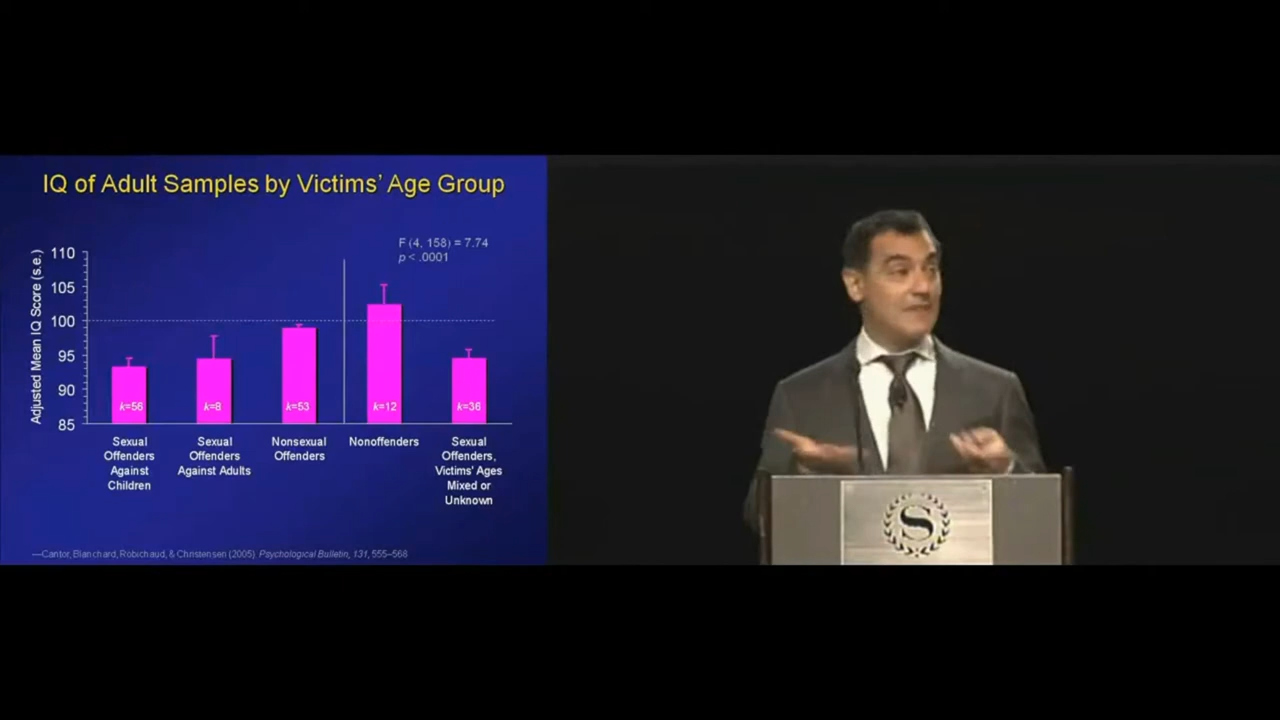 IQ of Adult Samples by Victims’ Age Group
F (4, 158) = 7.74
p < .0001
Adjusted Mean IQ Score (s.e.)
110
105
100
95
90
85
k=56
k=8
k=53
k=12
k=36
Sexual
Offenders
Against
Children
Sexual
Offenders
Against Adults
Nonsexual
Offenders
Nonoffenders
Sexual
Offenders,
Victims' Ages
Mixed or
Unknown
—Cantor, Blanchard, Robichaud, & Christensen (2005) Psychological Bulletin, 131, 555–568
S